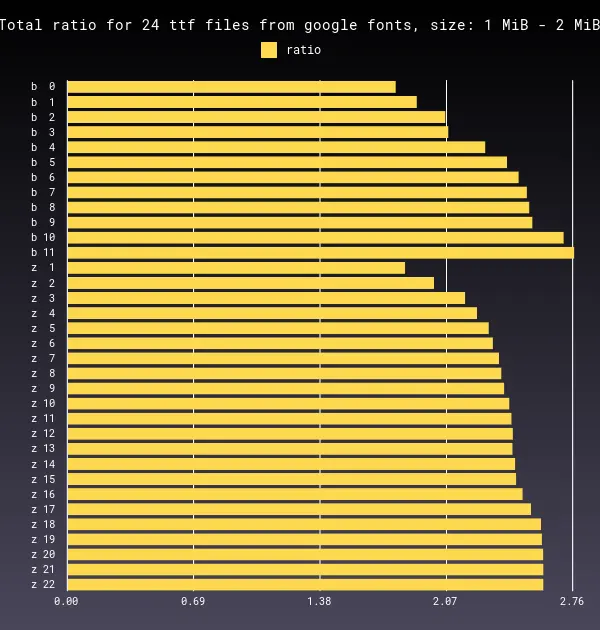 Total ratio for 24 ttf files from google fonts, size: 1 MiB - 2 MiB
ratio
b 0
b 1
b 2
b 3
b 4
b 5
b 6
b 7
b 8
b 9
b 10
b 11
z 1
z 2
z 3
z 4
z 5
z 6
z 7
z 8
z 9
z 10
z 11
z 12
z 13
z 14
z 15
z 16
z 17
z 18
z 19
z 20
z 21
z 22
0.00 0.69 1.38 2.07 2.76